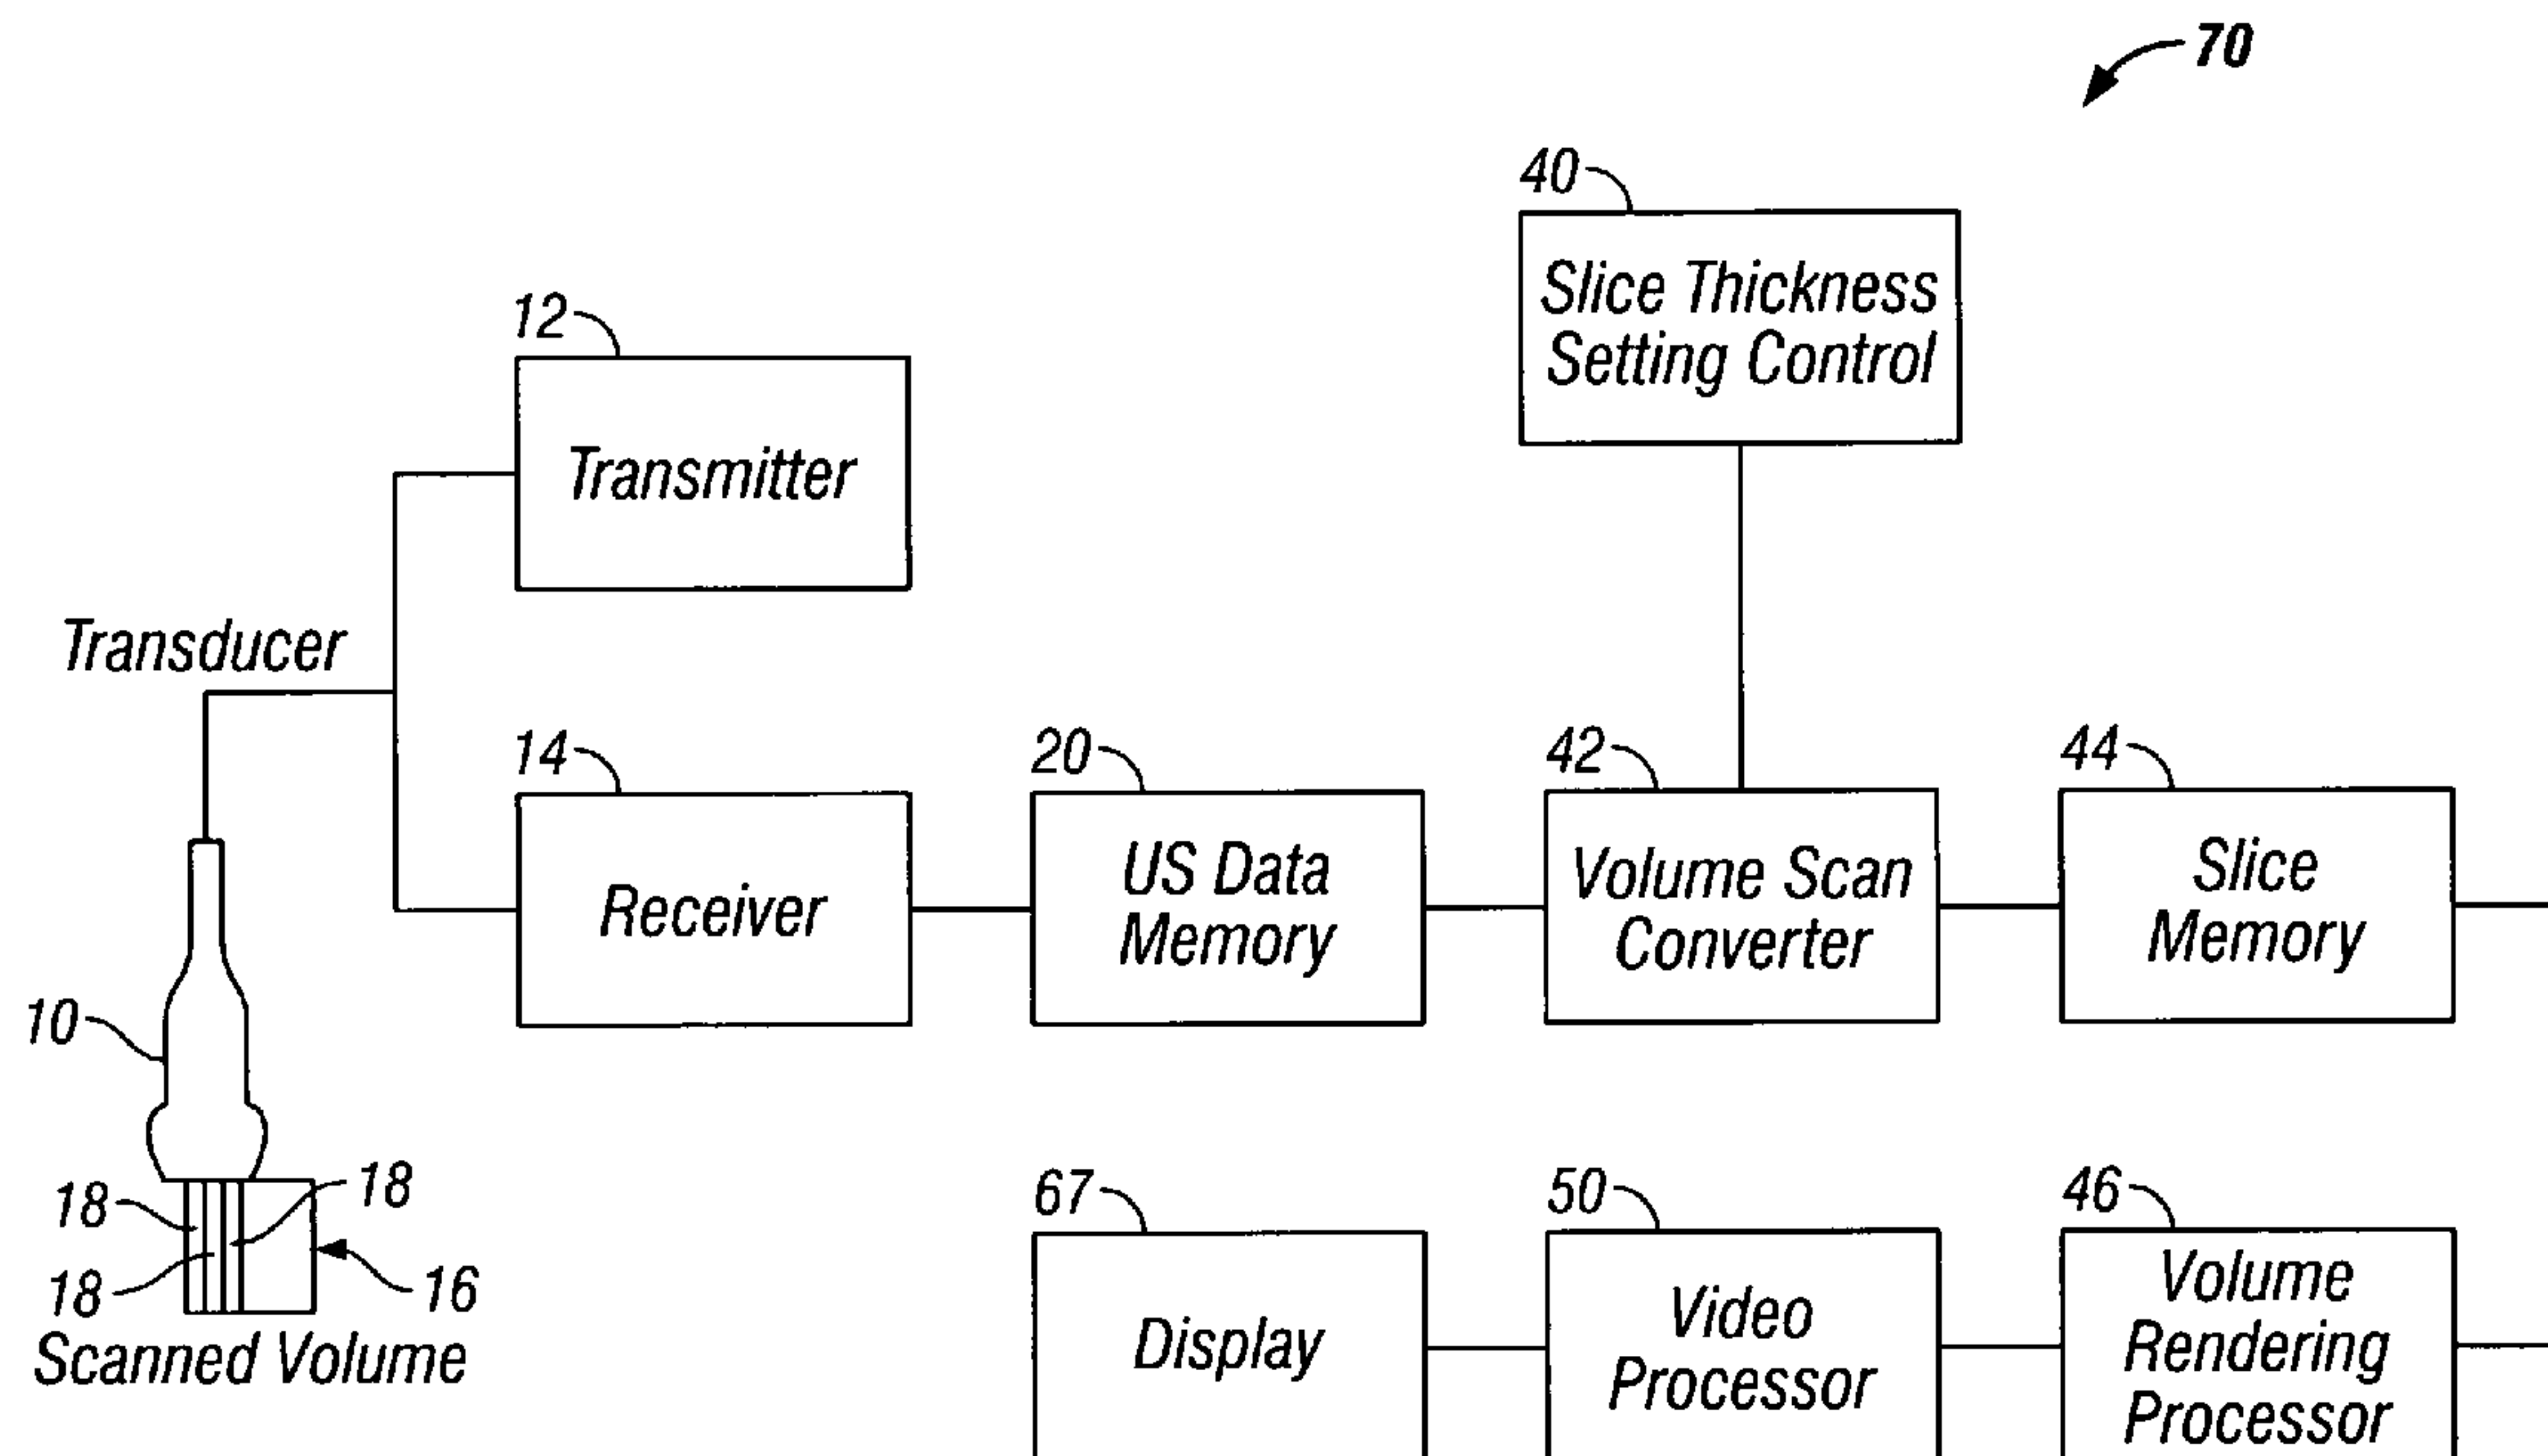 70
40
Slice Thickness
Setting Control
12
Transmitter
Transducer
14
Receiver
20
US Data
Memory
42
Volume Scan
Converter
44
Slice
Memory
10
18
18
18
16
Scanned Volume
67
Display
50
Video
Processor
46
Volume
Rendering
Processor